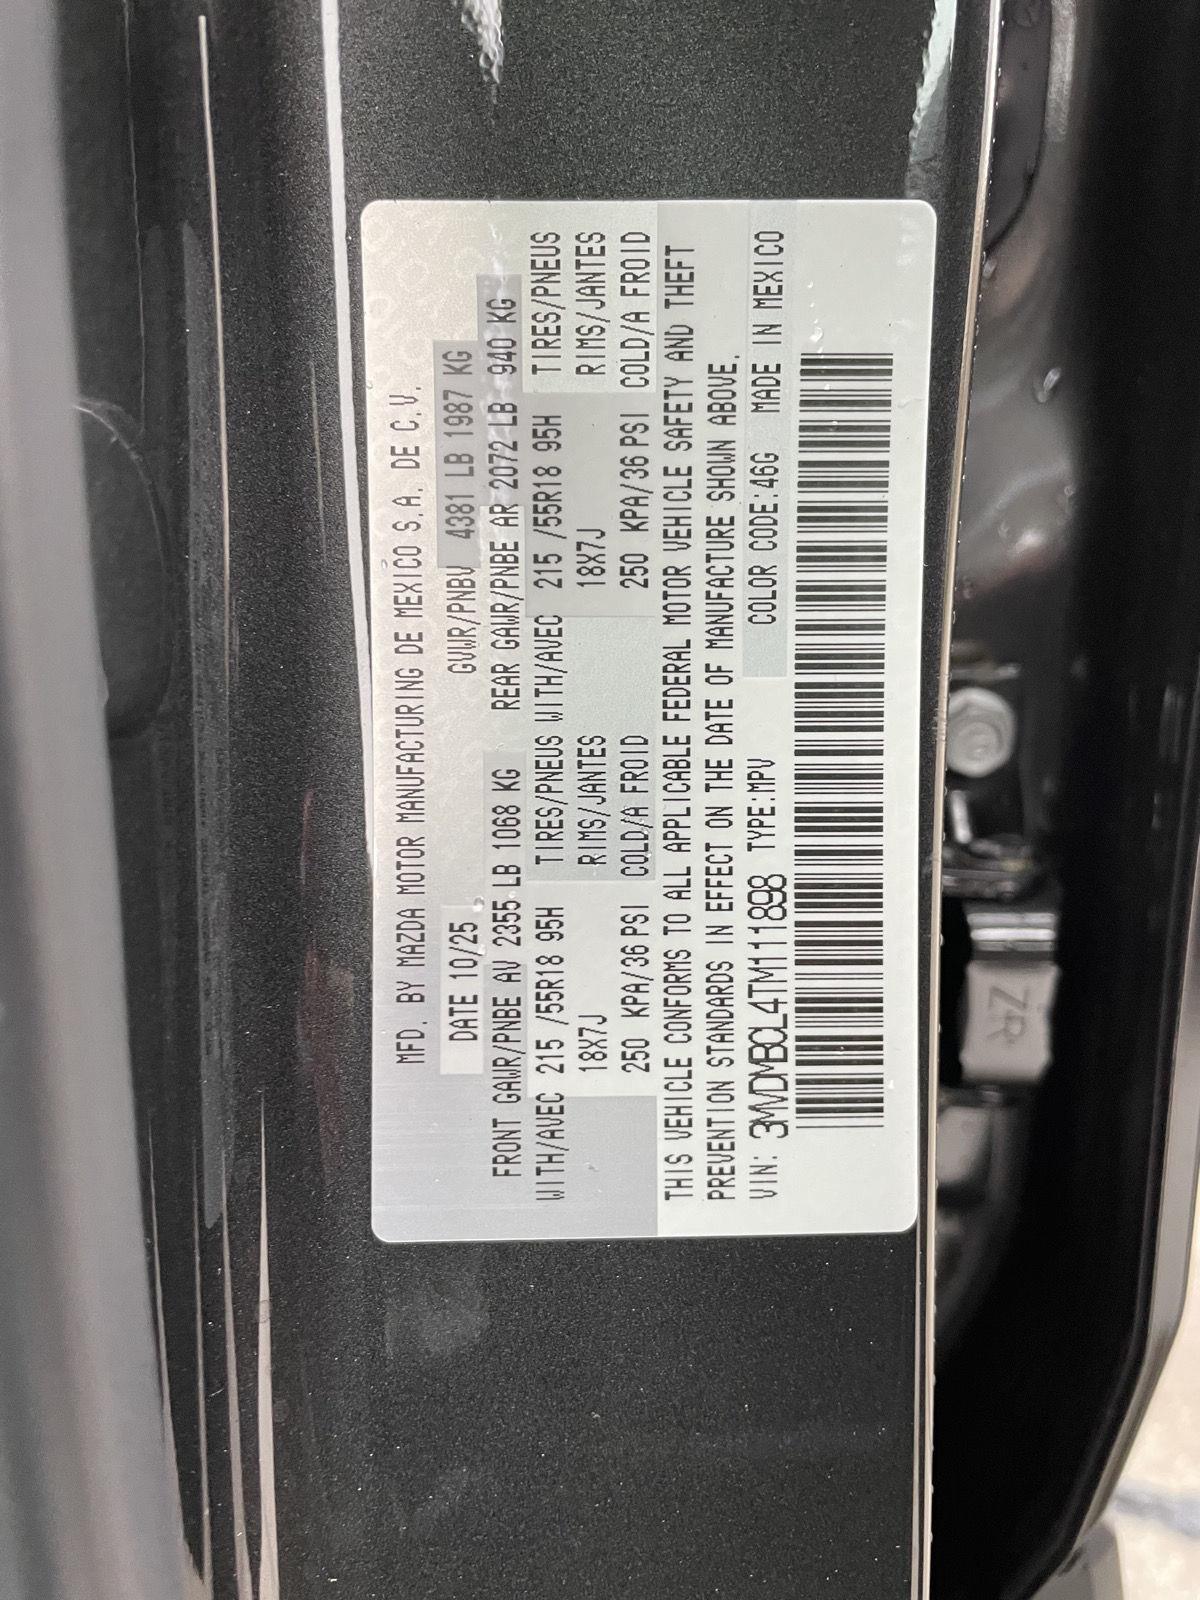 MFD. BY MAZDA MOTOR MANUFACTURING DE MEXICO S.A. DE C.V.
DATE 10/25 GVWR/PNBV 4381 LB 1987 KG
FRONT GAWR/PNBE AV 2355 LB 1068 KG REAR GAWR/PNBE AR 2072 LB 940 KG
WITH/AVEC 215 /55R18 95H TIRES/PNEUS WITH/AVEC 215 /55R18 95H TIRES/PNEUS
18X7J RIMS/JANTES 18X7J RIMS/JANTES
250 KPA/36 PSI COLD/A FROID 250 KPA/36 PSI COLD/A FROID
THIS VEHICLE CONFORMS TO ALL APPLICABLE FEDERAL MOTOR VEHICLE SAFETY AND THEFT
PREVENTION STANDARDS IN EFFECT ON THE DATE OF MANUFACTURE SHOWN ABOVE.
VIN: 3MVDMBCL4TM111898 TYPE:MPV COLOR CODE:46G MADE IN MEXICO
ZR